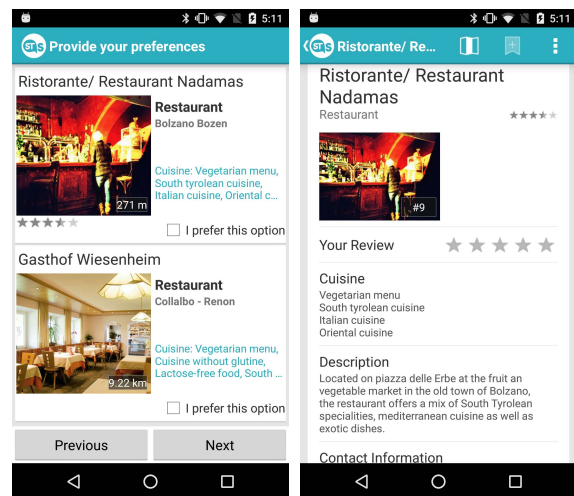 5:11
STS Provide your preferences
Ristorante/ Restaurant Nadamas
Restaurant
Bolzano Bozen
Cuisine: Vegetarian menu,
South tyrolean cuisine,
Italian cuisine, Oriental c...
271 m
I prefer this option
Gasthof Wiesenheim
Restaurant
Collalbo - Renon
Cuisine: Vegetarian menu,
Cuisine without glutine,
Lactose-free food, South ...
9.22 km
I prefer this option
Previous
Next
5:11
STS Ristorante/ Re...
Ristorante/ Restaurant
Nadamas
Restaurant
#9
Your Review
Cuisine
Vegetarian menu
South tyrolean cuisine
Italian cuisine
Oriental cuisine
Description
Located on piazza delle Erbe at the fruit an
vegetable market in the old town of Bolzano,
the restaurant offers a mix of South Tyrolean
specialities, mediterranean cuisine as well as
exotic dishes.
Contact Information